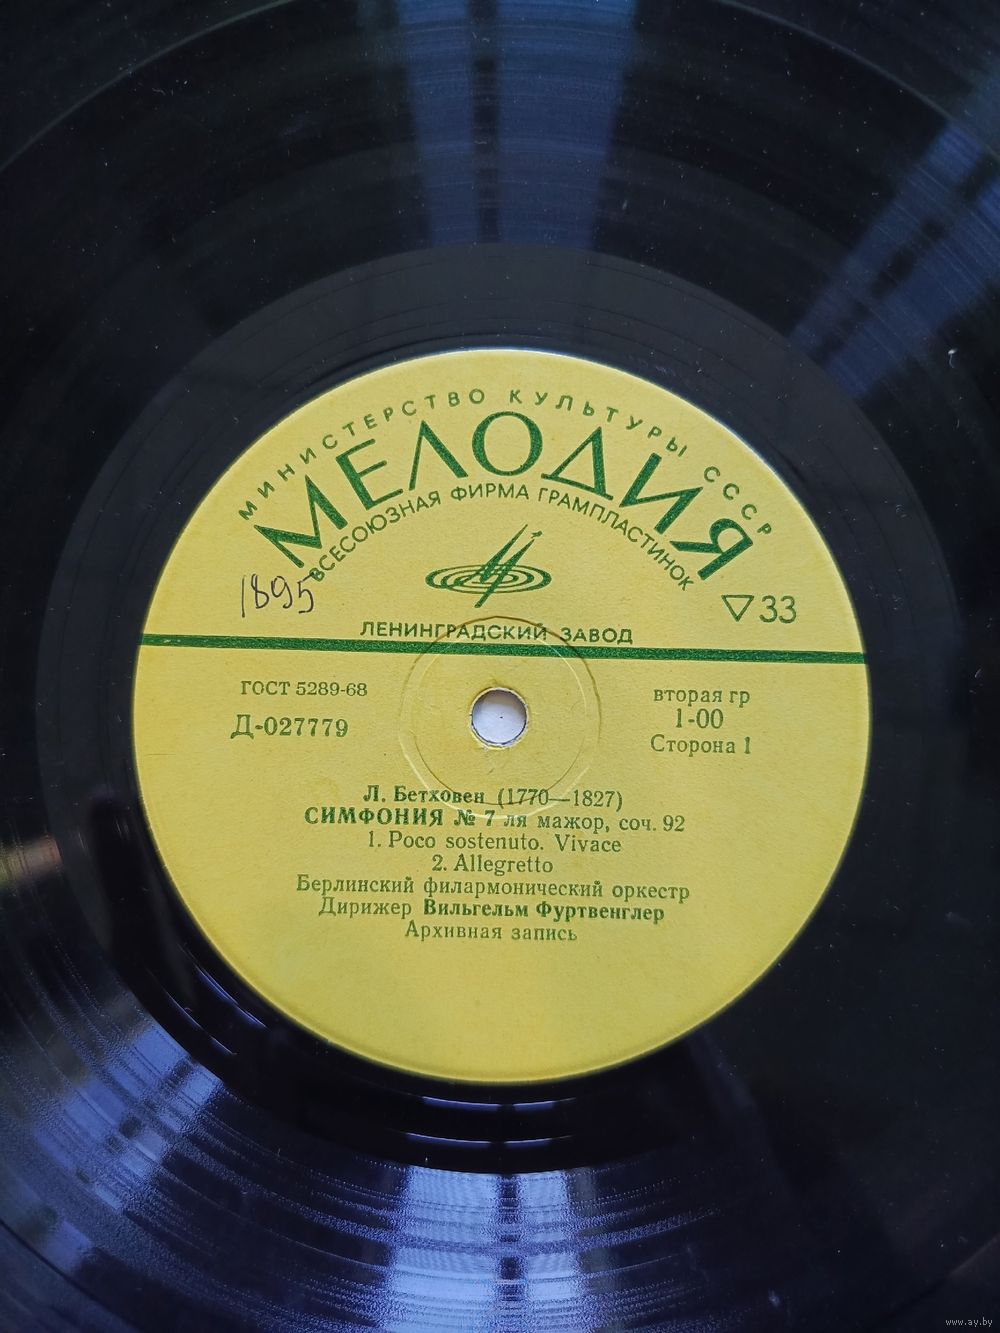 МИНИСТЕРСТВО КУЛЬТУРЫ СССР
МЕЛОДИЯ
ВСЕСОЮЗНАЯ ФИРМА ГРАМПЛАСТИНОК
1895
33
ЛЕНИНГРАДСКИЙ ЗАВОД
ГОСТ 5289-68
вторая гр
Д-027779
1-00
Сторона 1
Л. Бетховен (1770—1827)
СИМФОНИЯ № 7 ля мажор, соч. 92
1. Poco sostenuto. Vivace
2. Allegretto
Берлинский филармонический оркестр
Дирижер Вильгельм Фуртвенглер
Архивная запись
www.ay.by